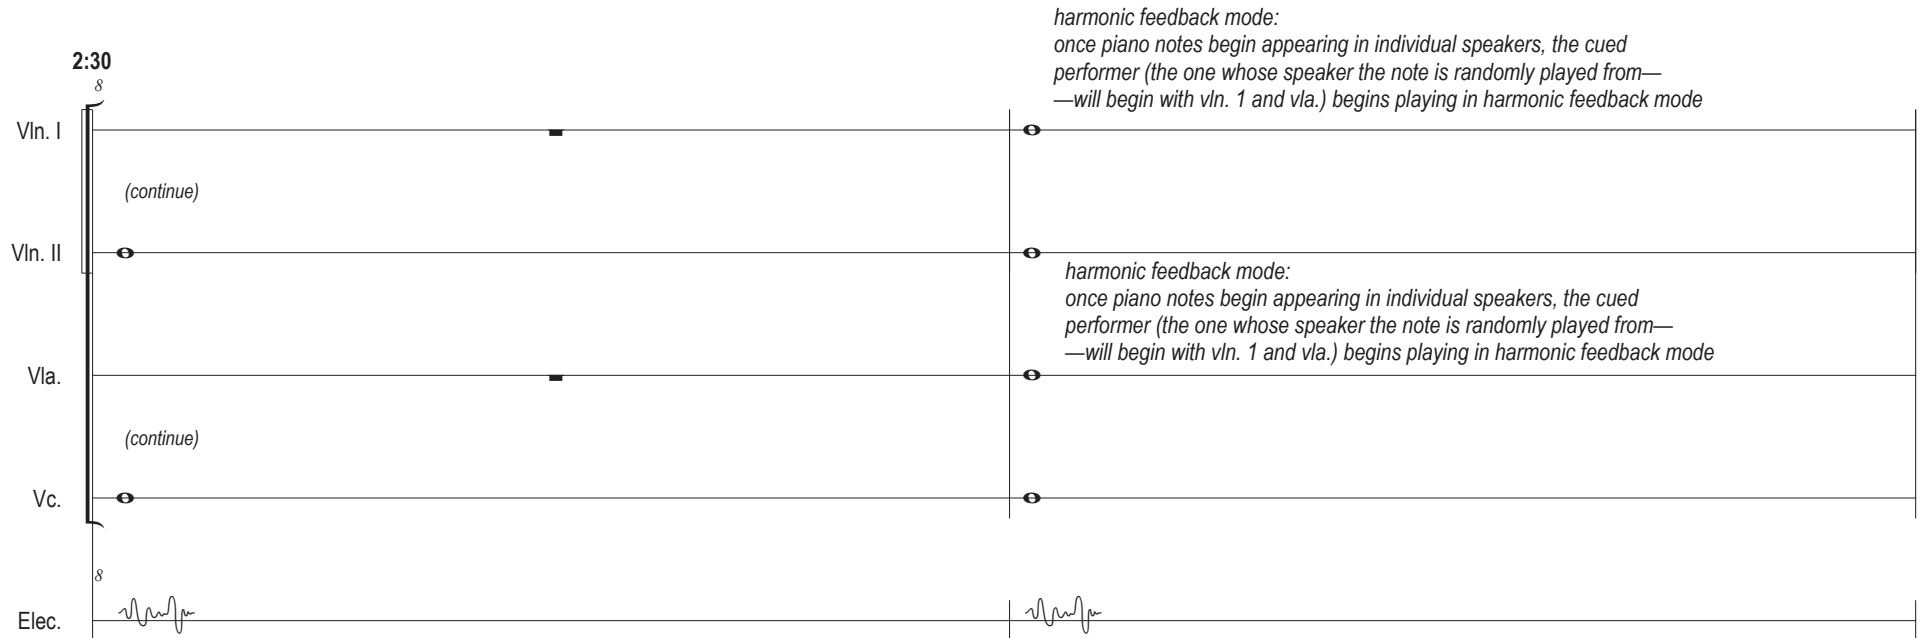 harmonic feedback mode:
once piano notes begin appearing in individual speakers, the cued
performer (the one whose speaker the note is randomly played from—
—will begin with vln. 1 and vla.) begins playing in harmonic feedback mode
2:30
8
Vln. I
(continue)
Vln. II
harmonic feedback mode:
once piano notes begin appearing in individual speakers, the cued
performer (the one whose speaker the note is randomly played from—
—will begin with vln. 1 and vla.) begins playing in harmonic feedback mode
Vla.
(continue)
Vc.
8
Elec.